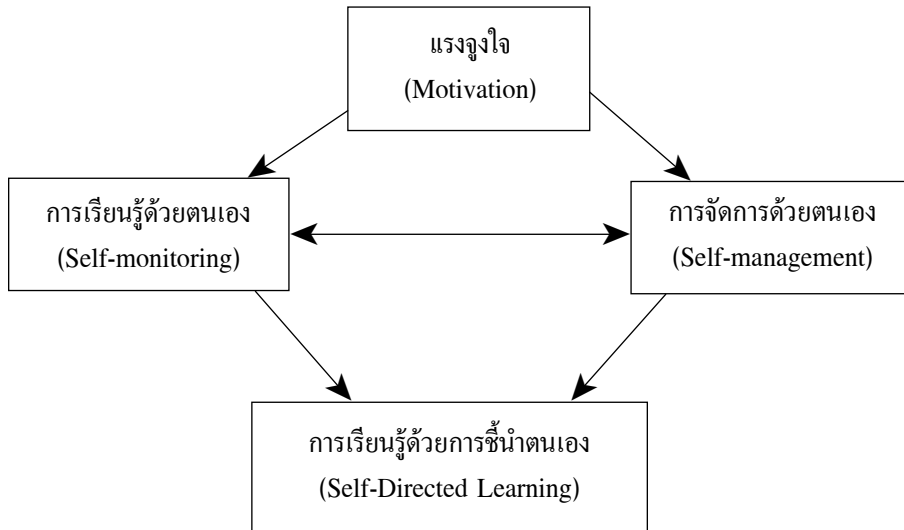 แรงจูงใจ
(Motivation)
การเรียนรู้ด้วยตนเอง
(Self-monitoring)
การจัดการด้วยตนเอง
(Self-management)
การเรียนรู้ด้วยการชี้นำตนเอง
(Self-Directed Learning)